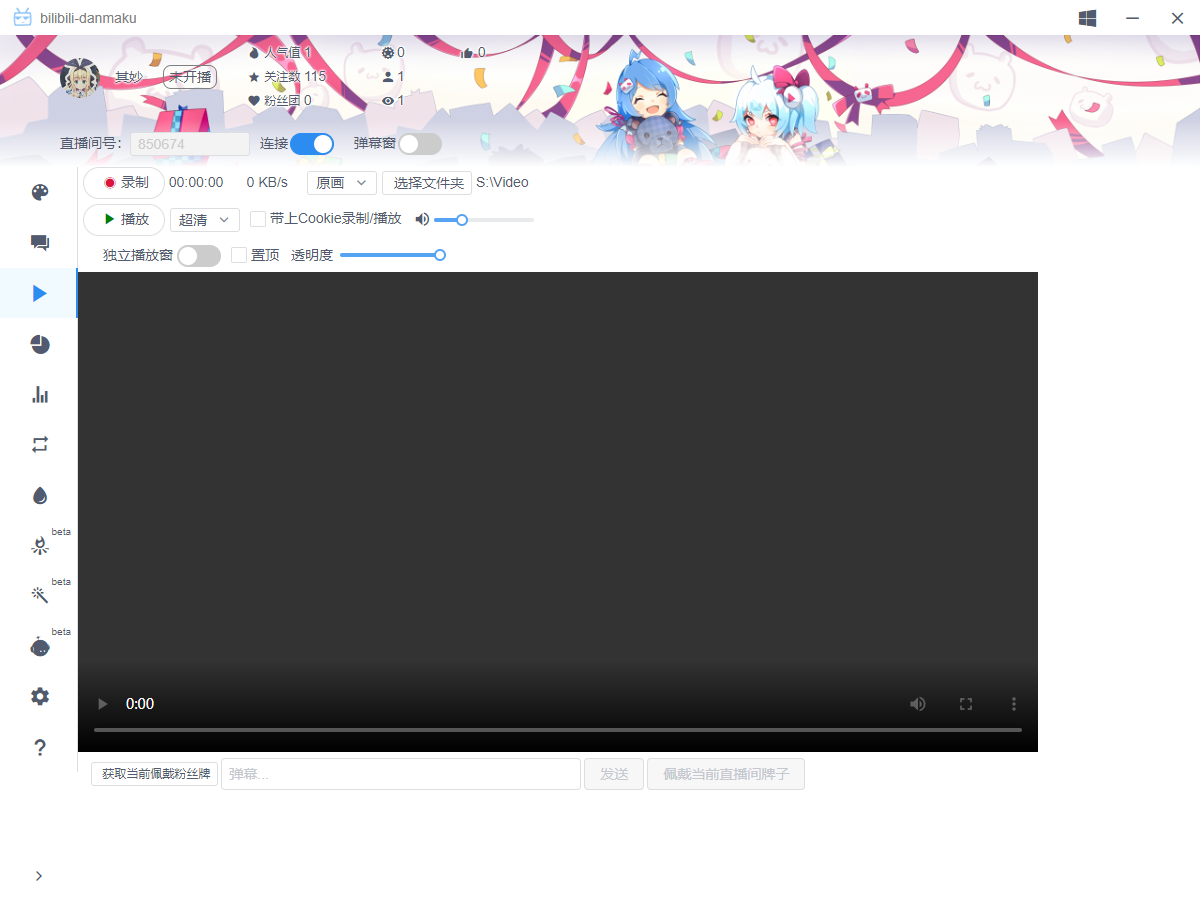 bilibili-danmaku
其妙 未开播
人气值 1 0 0
关注数 115 1
粉丝团 0 1
直播间号: 850674 连接 弹幕窗
录制 00:00:00 0 KB/s 原画 选择文件夹 S:\Video
播放 超清 带上Cookie录制/播放
独立播放窗 置顶 透明度
beta
beta
beta
0:00
获取当前佩戴粉丝牌 弹幕... 发送 佩戴当前直播间牌子